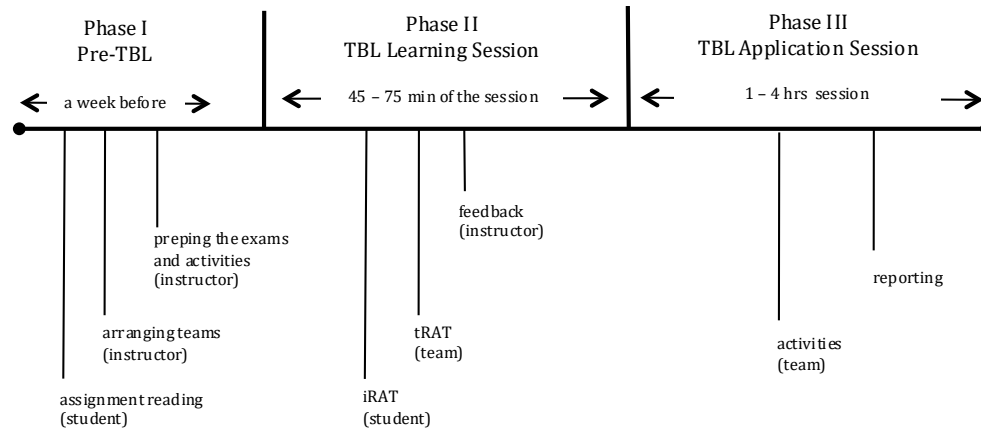 Phase I
Pre-TBL
Phase II
TBL Learning Session
Phase III
TBL Application Session
a week before
45 – 75 min of the session
1 – 4 hrs session
preping the exams
and activities
(instructor)
arranging teams
(instructor)
assignment reading
(student)
feedback
(instructor)
tRAT
(team)
iRAT
(student)
reporting
activities
(team)